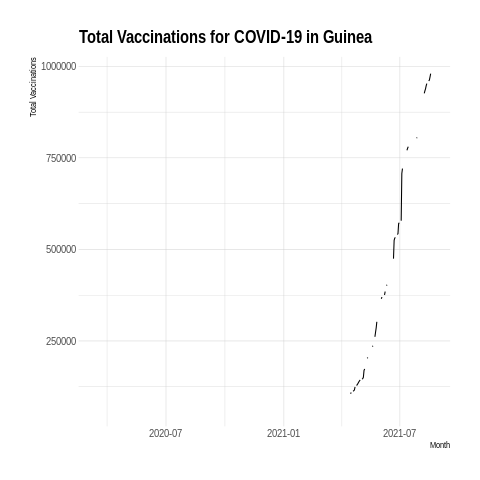 Total Vaccinations for COVID-19 in Guinea
Total Vaccinations
1000000
750000
500000
250000
2020-07
2021-01
2021-07
Month